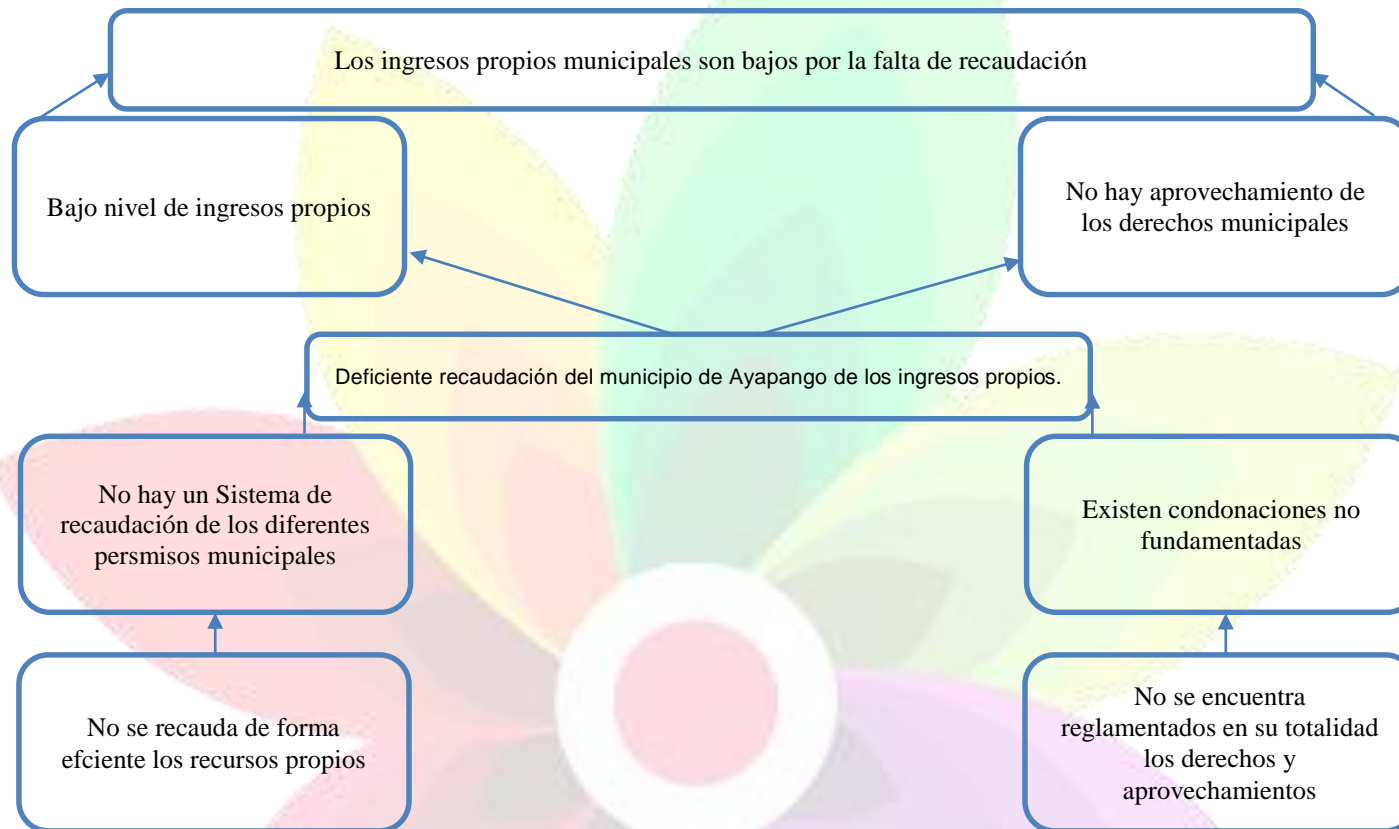 Los ingresos propios municipales son bajos por la falta de recaudación
Bajo nivel de ingresos propios
No hay aprovechamiento de
los derechos municipales
Deficiente recaudación del municipio de Ayapango de los ingresos propios.
No hay un Sistema de
recaudación de los diferentes
persmisos municipales
Existen condonaciones no
fundamentadas
No se recauda de forma
efciente los recursos propios
No se encuentra
reglamentados en su totalidad
los derechos y
aprovechamientos